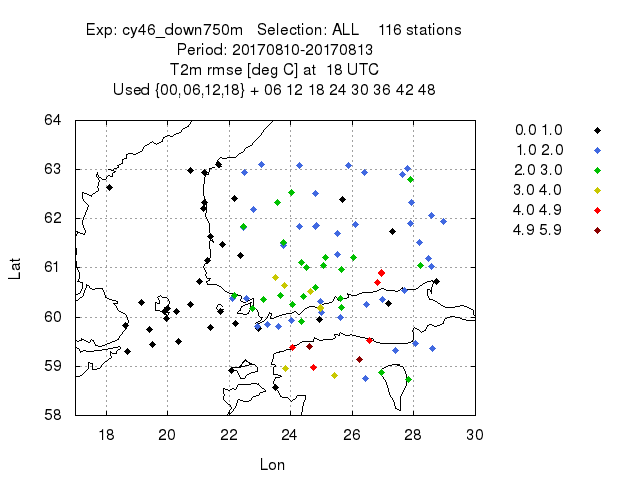 Exp: cy46_down750m Selection: ALL 116 stations
Period: 20170810-20170813
T2m rmse [deg C] at 18 UTC
Used {00,06,12,18} + 06 12 18 24 30 36 42 48
64
63
62
61
60
59
58
Lat
18 20 22 24 26 28 30
Lon
0.0 1.0
1.0 2.0
2.0 3.0
3.0 4.0
4.0 4.9
4.9 5.9